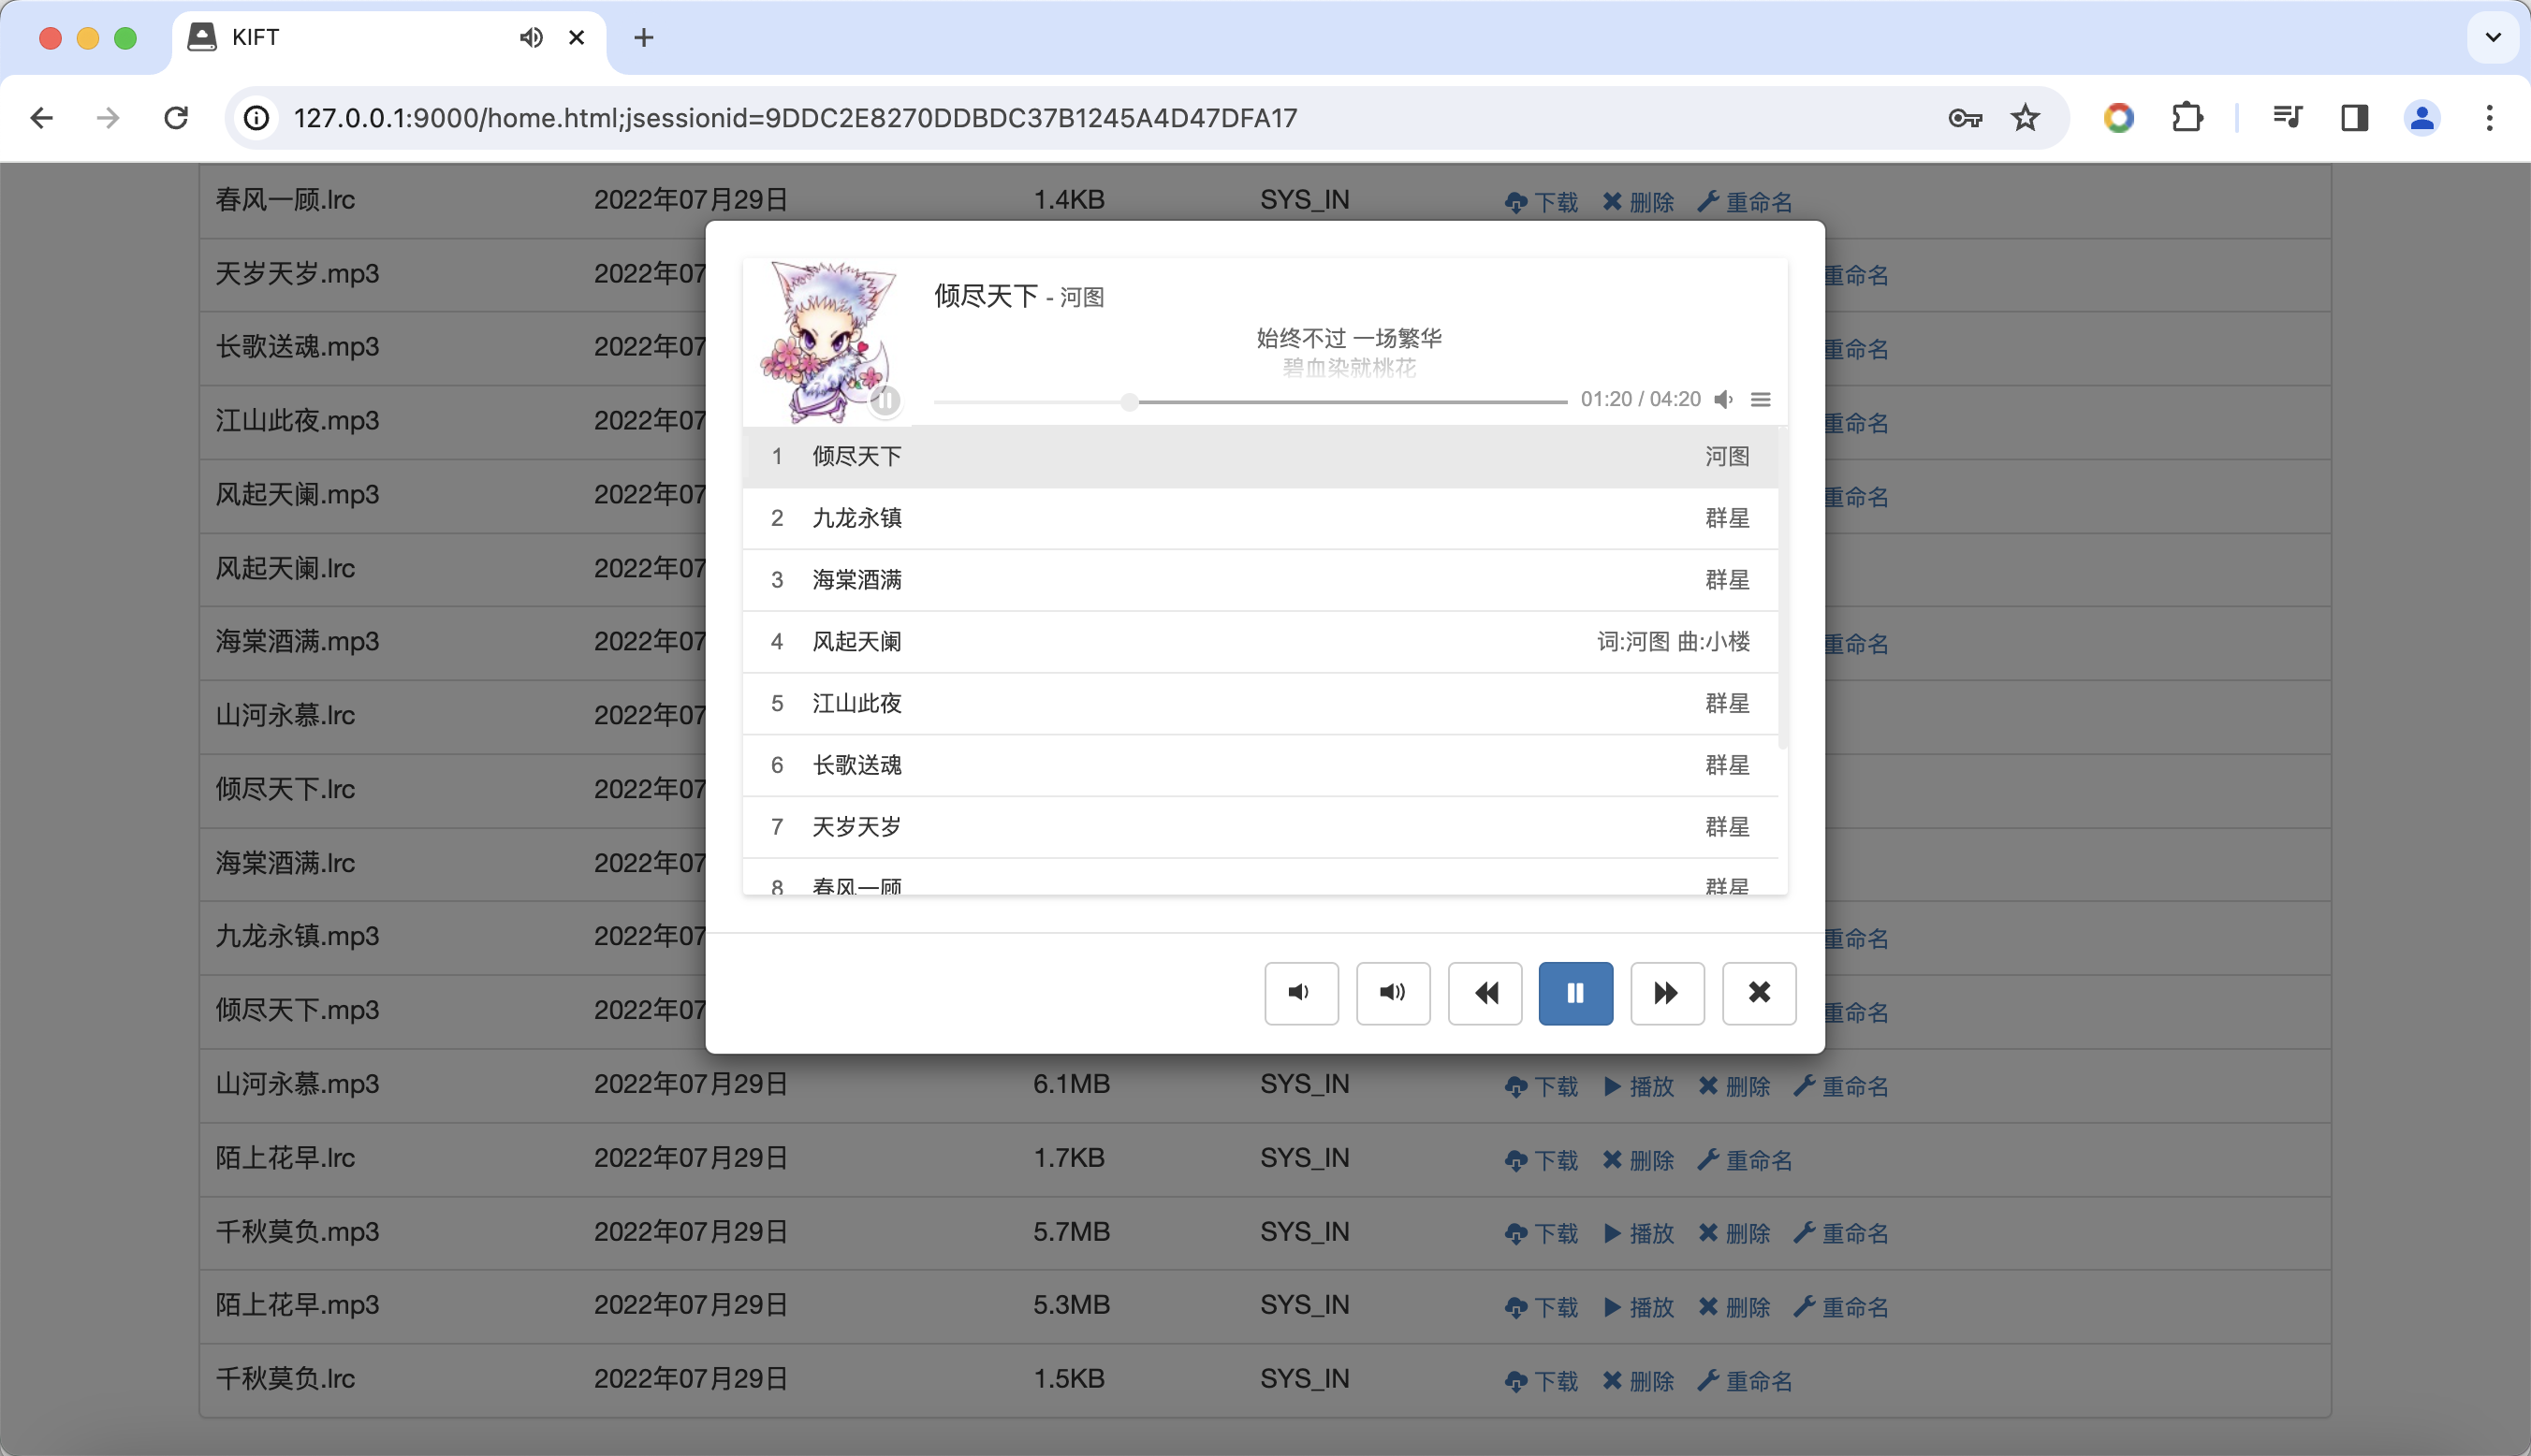 KIFT
127.0.0.1:9000/home.html;jsessionid=9DDC2E8270DDBDC37B1245A4D47DFA17
春风一顾.lrc 2022年07月29日 1.4KB SYS_IN 下载 删除 重命名
天岁天岁.mp3 2022年07 重命名
长歌送魂.mp3 2022年07 重命名
江山此夜.mp3 2022年07 重命名
风起天阑.mp3 2022年07 重命名
风起天阑.lrc 2022年07
海棠酒满.mp3 2022年07 重命名
山河永慕.lrc 2022年07
倾尽天下.lrc 2022年07
海棠酒满.lrc 2022年07
九龙永镇.mp3 2022年07 重命名
倾尽天下.mp3 2022年07 重命名
山河永慕.mp3 2022年07月29日 6.1MB SYS_IN 下载 播放 删除 重命名
陌上花早.lrc 2022年07月29日 1.7KB SYS_IN 下载 删除 重命名
千秋莫负.mp3 2022年07月29日 5.7MB SYS_IN 下载 播放 删除 重命名
陌上花早.mp3 2022年07月29日 5.3MB SYS_IN 下载 播放 删除 重命名
千秋莫负.lrc 2022年07月29日 1.5KB SYS_IN 下载 删除 重命名
倾尽天下 - 河图
始终不过 一场繁华
碧血染就桃花
01:20 / 04:20
1 倾尽天下 河图
2 九龙永镇 群星
3 海棠酒满 群星
4 风起天阑 词:河图 曲:小楼
5 江山此夜 群星
6 长歌送魂 群星
7 天岁天岁 群星
8 春风一顾 群星